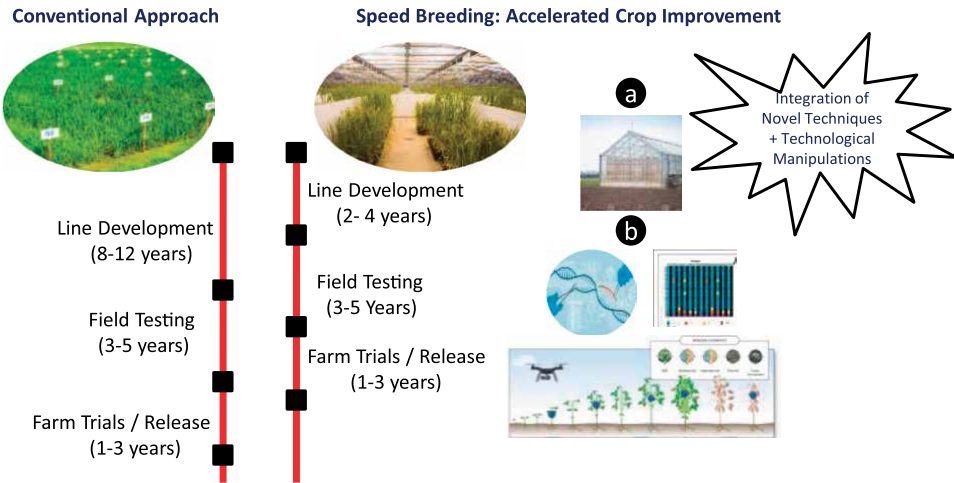 Conventional Approach
Speed Breeding: Accelerated Crop Improvement
Line Development
(8-12 years)
Field Testing
(3-5 years)
Farm Trials / Release
(1-3 years)
Line Development
(2- 4 years)
Field Testing
(3-5 Years)
Farm Trials / Release
(1-3 years)
a
b
Integration of
Novel Techniques
+ Technological
Manipulations